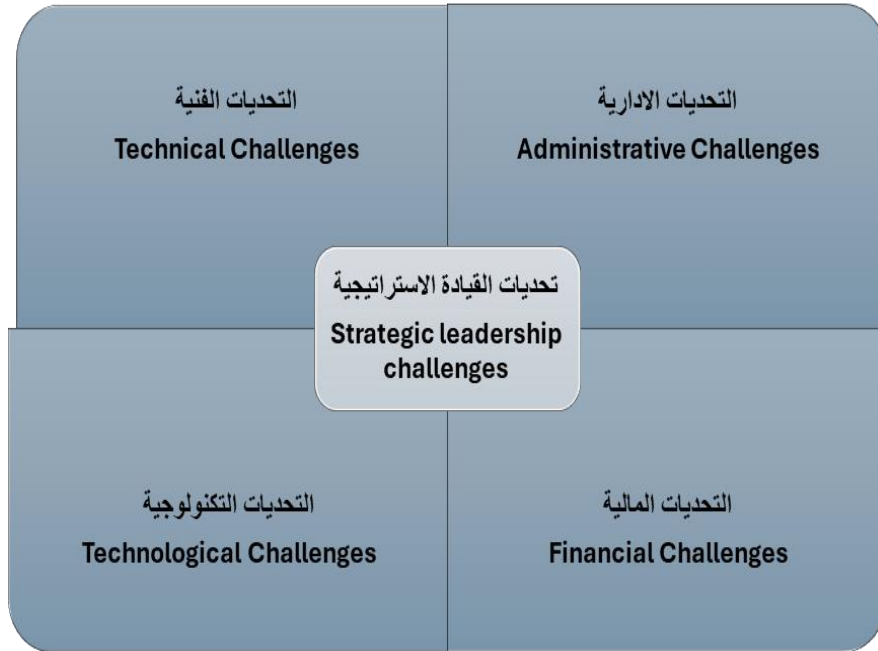 التحديات الفنية
Technical Challenges
التحديات الادارية
Administrative Challenges
تحديات القيادة الاستراتيجية
Strategic leadership
challenges
التحديات التكنولوجية
Technological Challenges
التحديات المالية
Financial Challenges